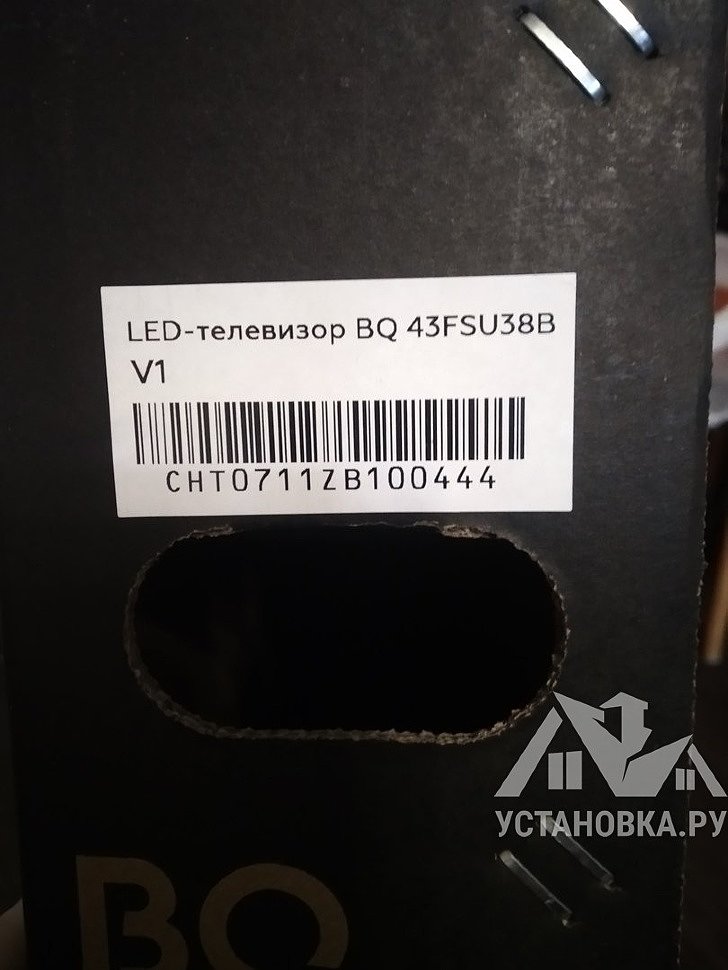 LED-телевизор BQ 43FSU38B
V1
CHT0711ZB100444
УСТАНОВКА.РУ
BQ